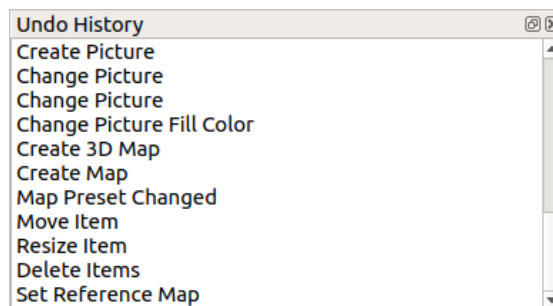 Undo History
Create Picture
Change Picture
Change Picture
Change Picture Fill Color
Create 3D Map
Create Map
Map Preset Changed
Move Item
Resize Item
Delete Items
Set Reference Map